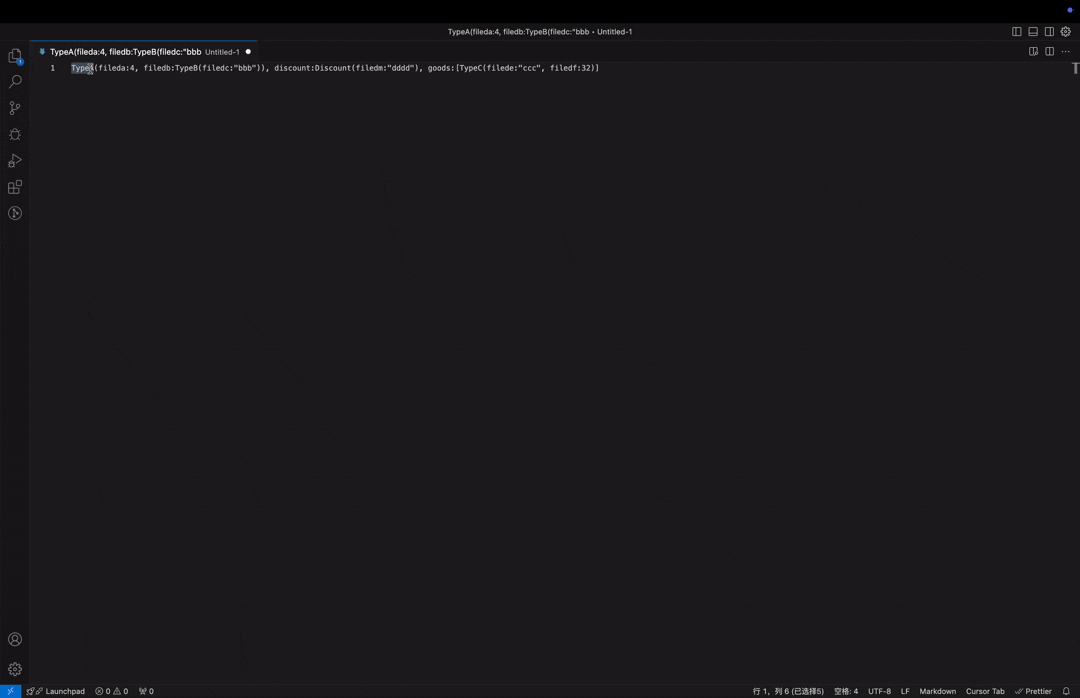 TypeA(fileda:4, filedb:TypeB(filedc:"bbb • Untitled-1
TypeA(fileda:4, filedb:TypeB(filedc:"bbb Untitled-1
1 TypeA(fileda:4, filedb:TypeB(filedc:"bbb")), discount:Discount(filedm:"dddd"), goods:[TypeC(filede:"ccc", filedf:32)]
1
Launchpad 0 0 0 行 1，列 6 (已选择5) 空格: 4 UTF-8 LF Markdown Cursor Tab Prettier